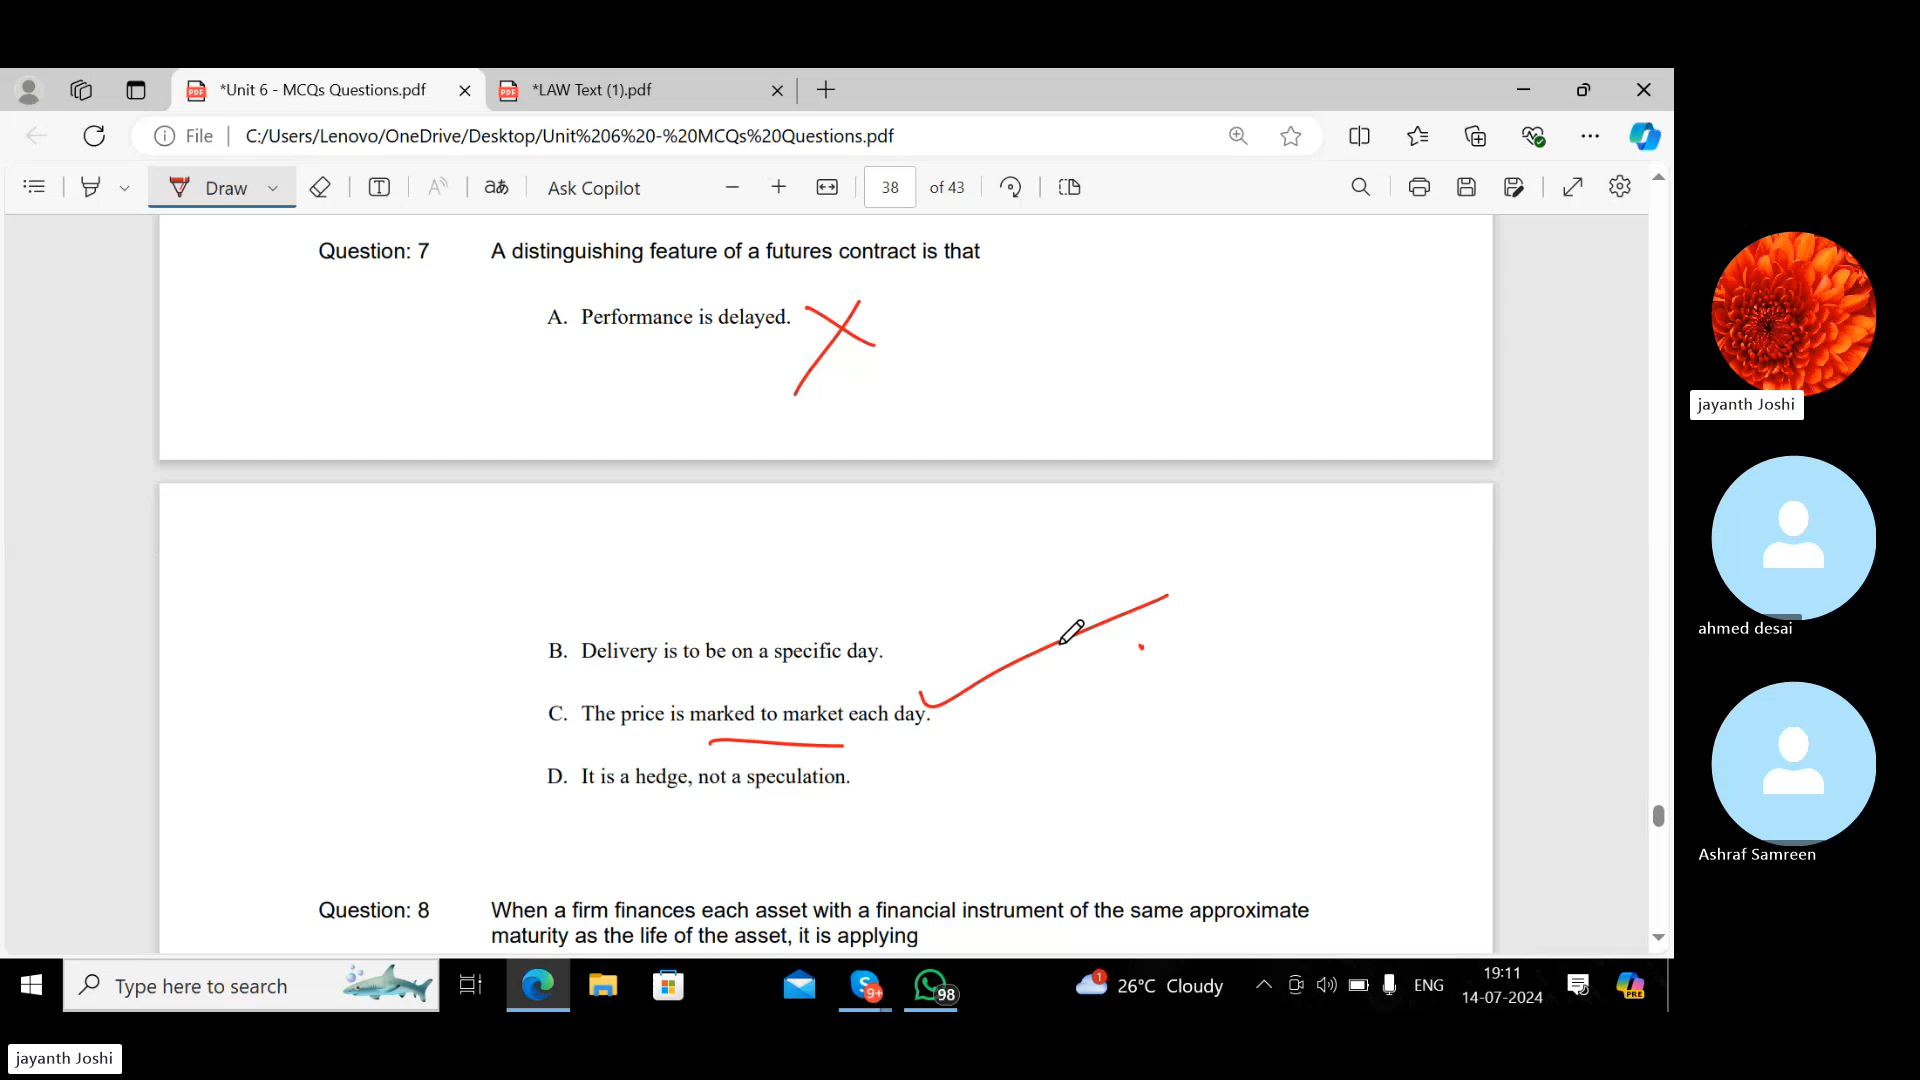 *Unit 6 - MCQs Questions.pdf
*LAW Text (1).pdf
File
C:/Users/Lenovo/OneDrive/Desktop/Unit%206%20-%20MCQs%20Questions.pdf
Draw
Ask Copilot
38
of 43
Question: 7 A distinguishing feature of a futures contract is that
A. Performance is delayed.
B. Delivery is to be on a specific day.
C. The price is marked to market each day.
D. It is a hedge, not a speculation.
Question: 8 When a firm finances each asset with a financial instrument of the same approximate
maturity as the life of the asset, it is applying
jayanth Joshi
ahmed desai
Ashraf Samreen
Type here to search
9+
98
1
26°C Cloudy
ENG
19:11
14-07-2024
PRE
jayanth Joshi